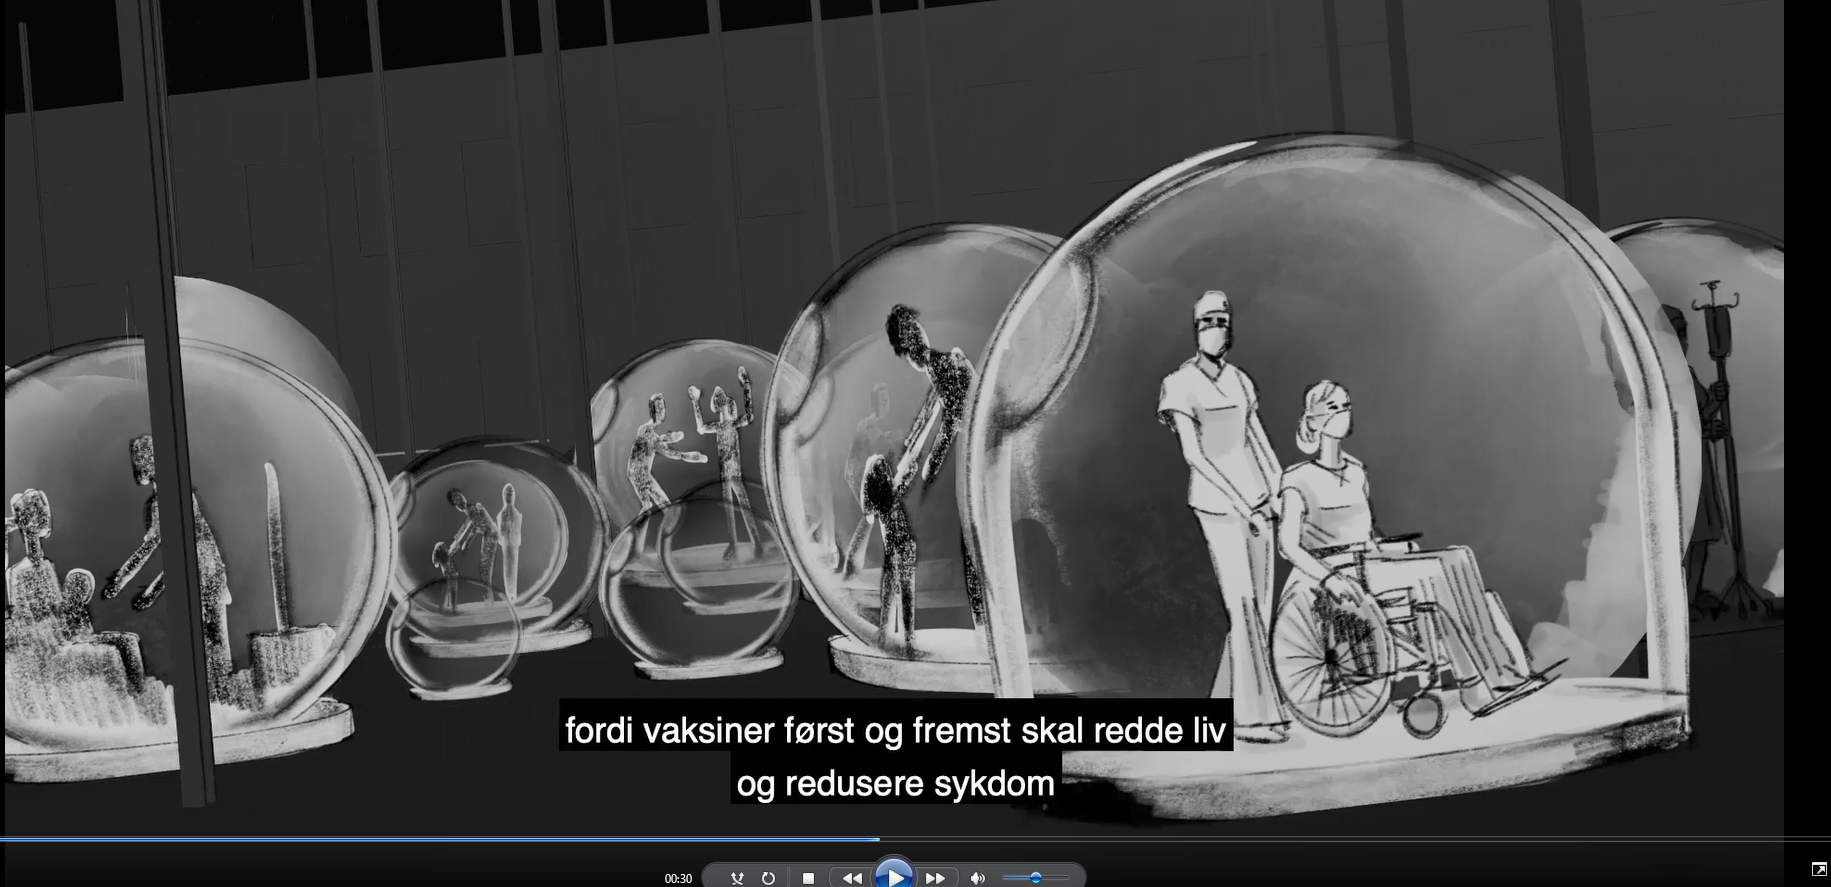 fordi vaksiner først og fremst skal redde liv
og redusere sykdom
00:30